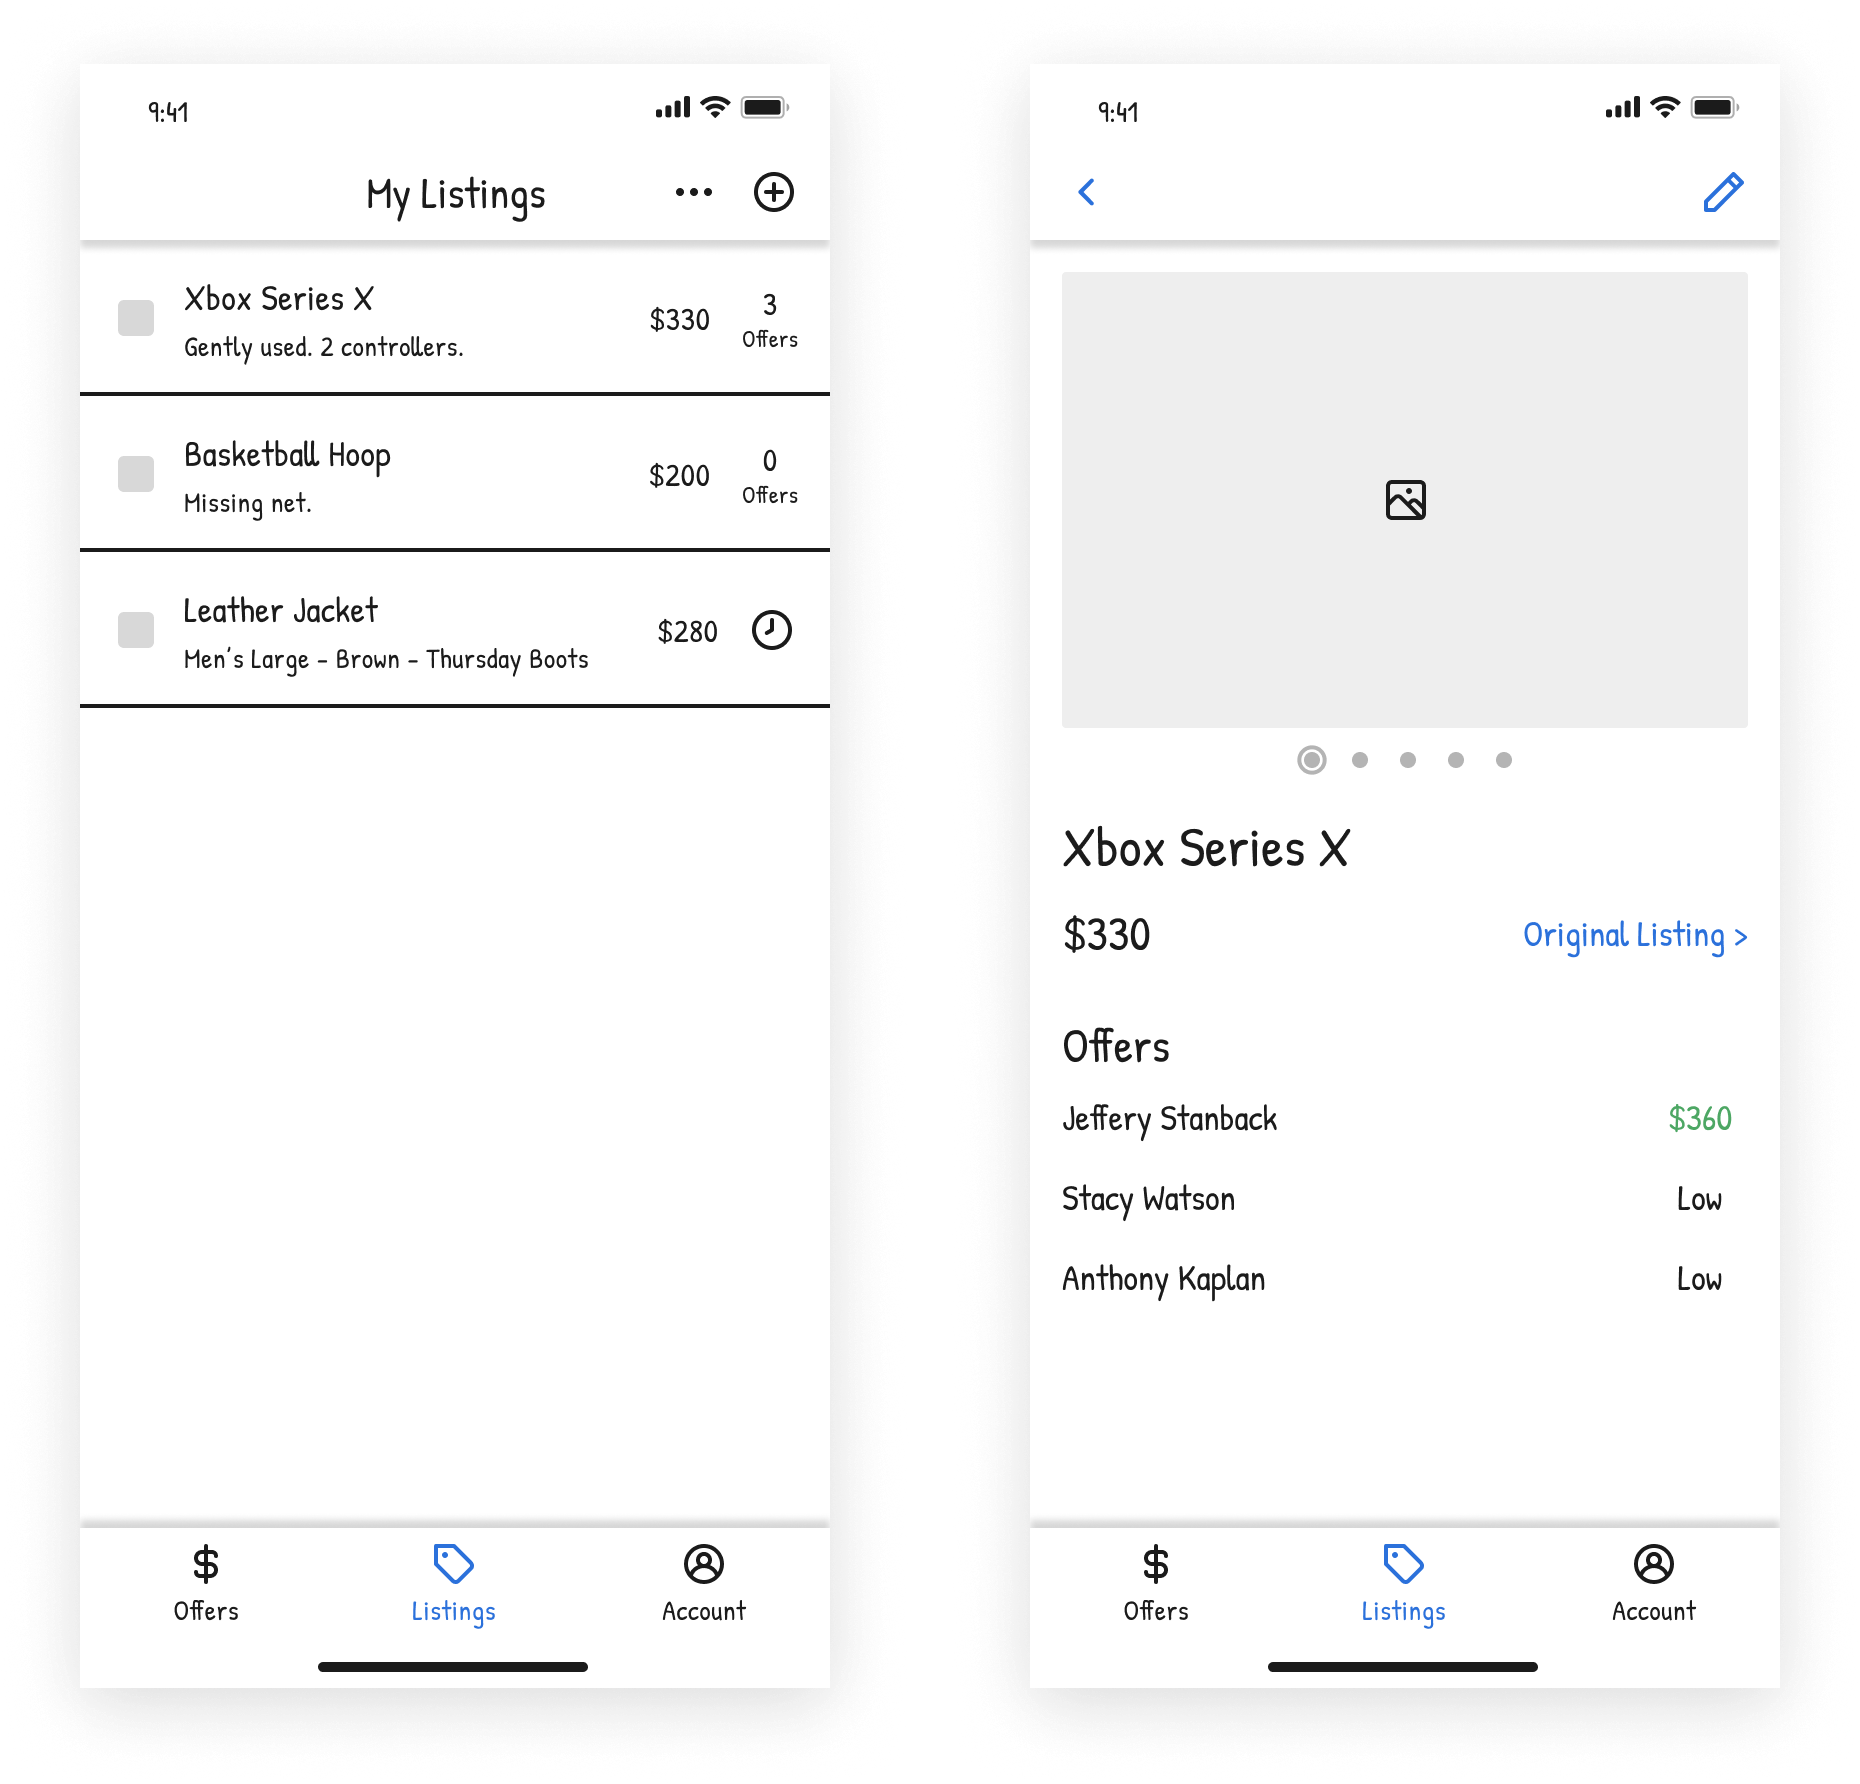 9:41
My Listings
Xbox Series X
Gently used. 2 controllers.
$330
3
Offers
Basketball Hoop
Missing net.
$200
0
Offers
Leather Jacket
Men's Large - Brown - Thursday Boots
$280
Offers
Listings
Account
9:41
Xbox Series X
$330
Original Listing >
Offers
Jeffery Stanback
$360
Stacy Watson
Low
Anthony Kaplan
Low
Offers
Listings
Account